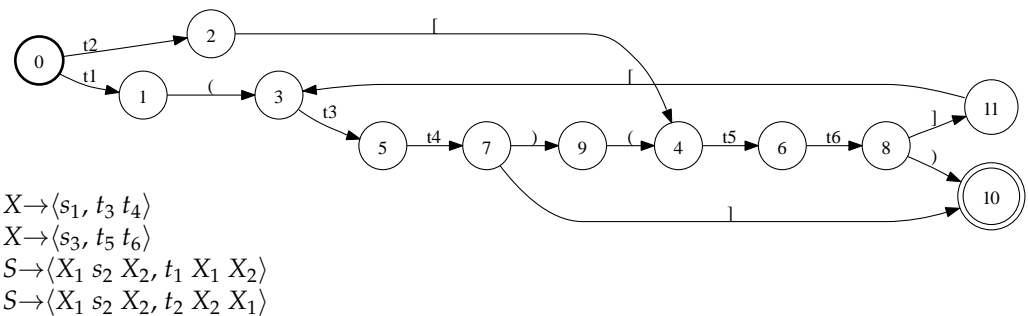 t2
[
2
0
t1
1
(
3
[
t3
5
t4
7
)
9
(
4
t5
6
t6
8
]
11
)
10
]
X→⟨s₁, t₃ t₄⟩
X→⟨s₃, t₅ t₆⟩
S→⟨X₁ s₂ X₂, t₁ X₁ X₂⟩
S→⟨X₁ s₂ X₂, t₂ X₂ X₁⟩